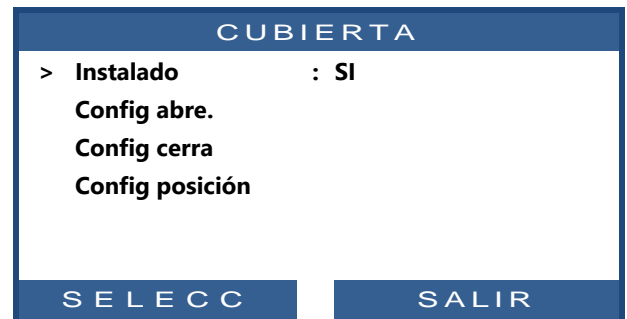 CUBIERTA
> Instalado : SI
Config abre.
Config cerra
Config posición
SELECC SALIR